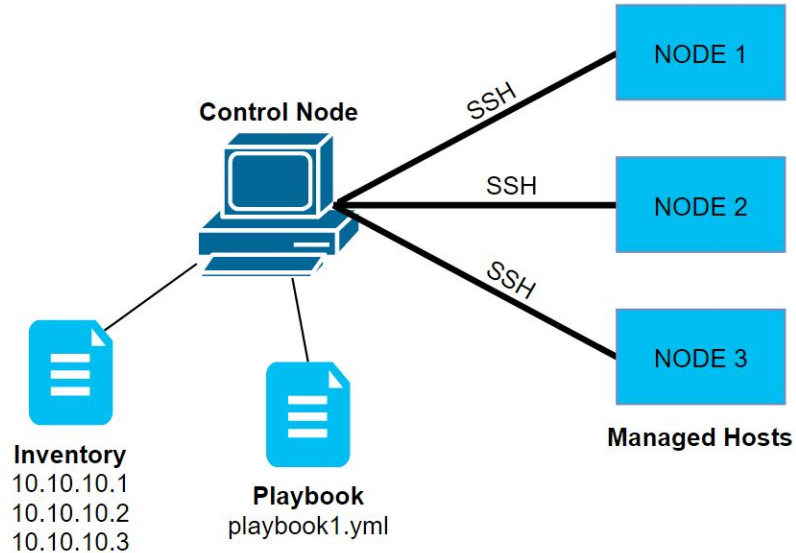 Control Node
SSH
NODE 1
SSH
NODE 2
SSH
NODE 3
Managed Hosts
Inventory
10.10.10.1
10.10.10.2
10.10.10.3
Playbook
playbook1.yml